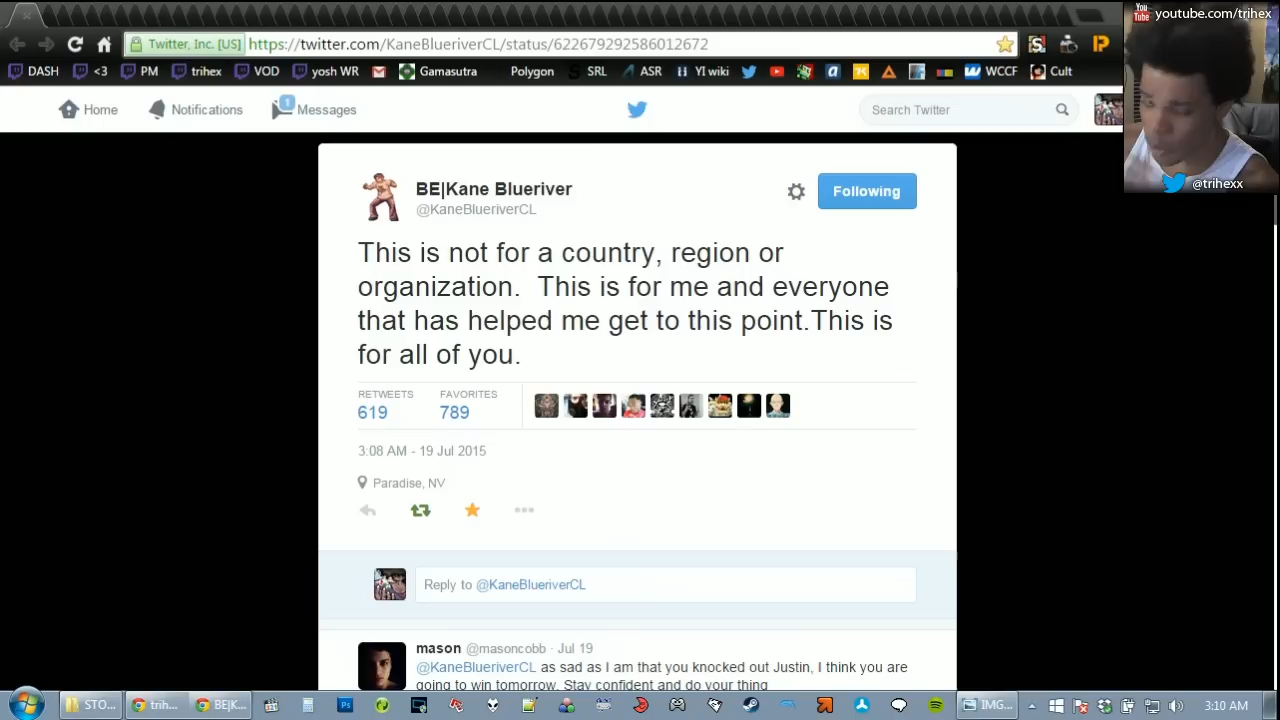 youtube.com/trihex
Twitter, Inc. [US] https://twitter.com/KaneBlueriverCL/status/622679292586012672
DASH <3 PM trihex VOD yosh WR Gamasutra Polygon SRL ASR YI wiki WCCF Cult
Home Notifications 1 Messages Search Twitter
@trihexx
BE|Kane Blueriver
Following
@KaneBlueriverCL
This is not for a country, region or
organization.  This is for me and everyone
that has helped me get to this point.This is
for all of you.
RETWEETS FAVORITES
619 789
3:08 AM - 19 Jul 2015
Paradise, NV
Reply to @KaneBlueriverCL
mason @masoncobb · Jul 19
@KaneBlueriverCL as sad as I am that you knocked out Justin, I think you are
going to win tomorrow. Stay confident and do your thing
STO... trih... BE|K... IMG... 3:10 AM